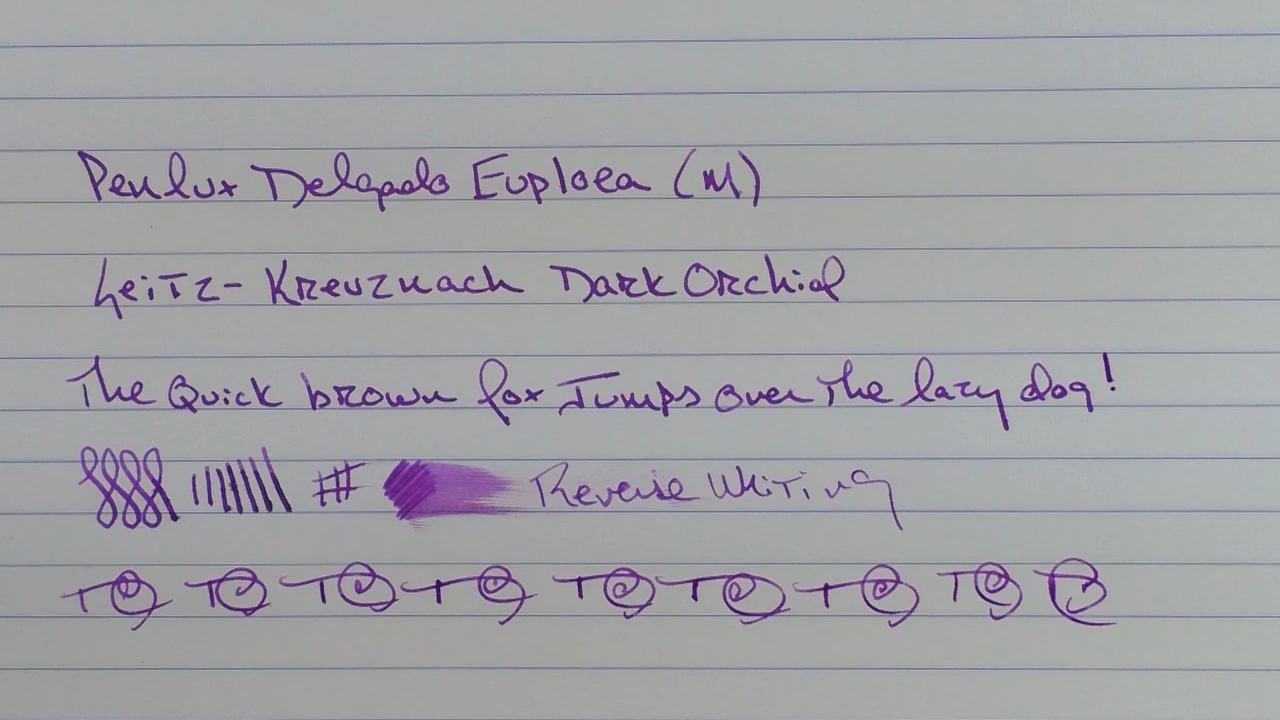 Penlux Delgado Euploea (M)
Leitz-Kreuznach Dark Orchid
The Quick brown fox Jumps over The lazy dog!
Reverse Writing